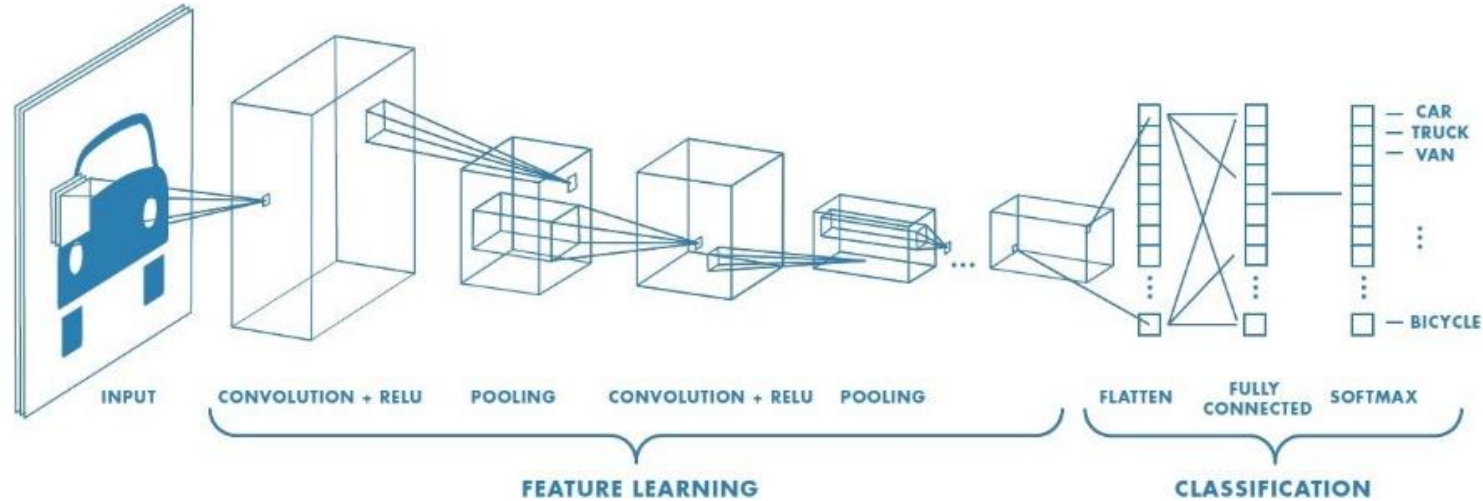 CAR
TRUCK
VAN
BICYCLE
INPUT
CONVOLUTION + RELU
POOLING
CONVOLUTION + RELU
POOLING
FLATTEN
FULLY
CONNECTED
SOFTMAX
FEATURE LEARNING
CLASSIFICATION